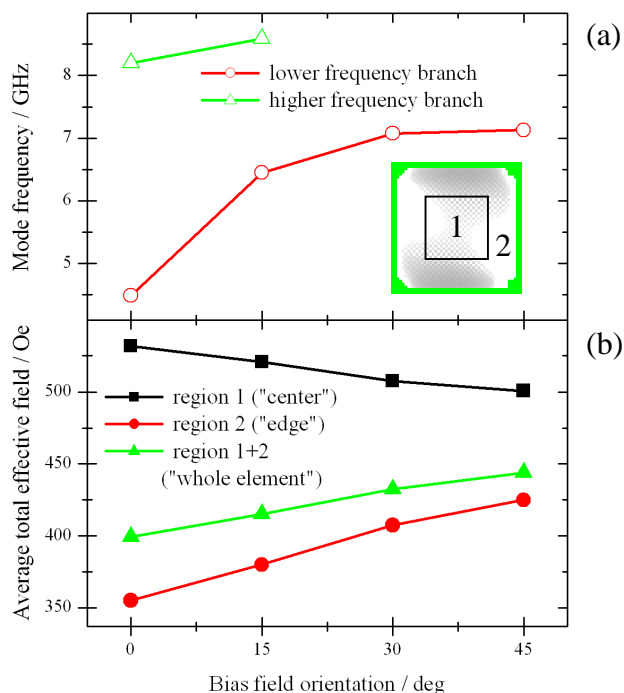 (a)
Mode frequency / GHz
8
7
6
5
lower frequency branch
higher frequency branch
1
2
(b)
Average total effective field / Oe
500
450
400
350
region 1 ("center")
region 2 ("edge")
region 1+2
("whole element")
0 15 30 45
Bias field orientation / deg